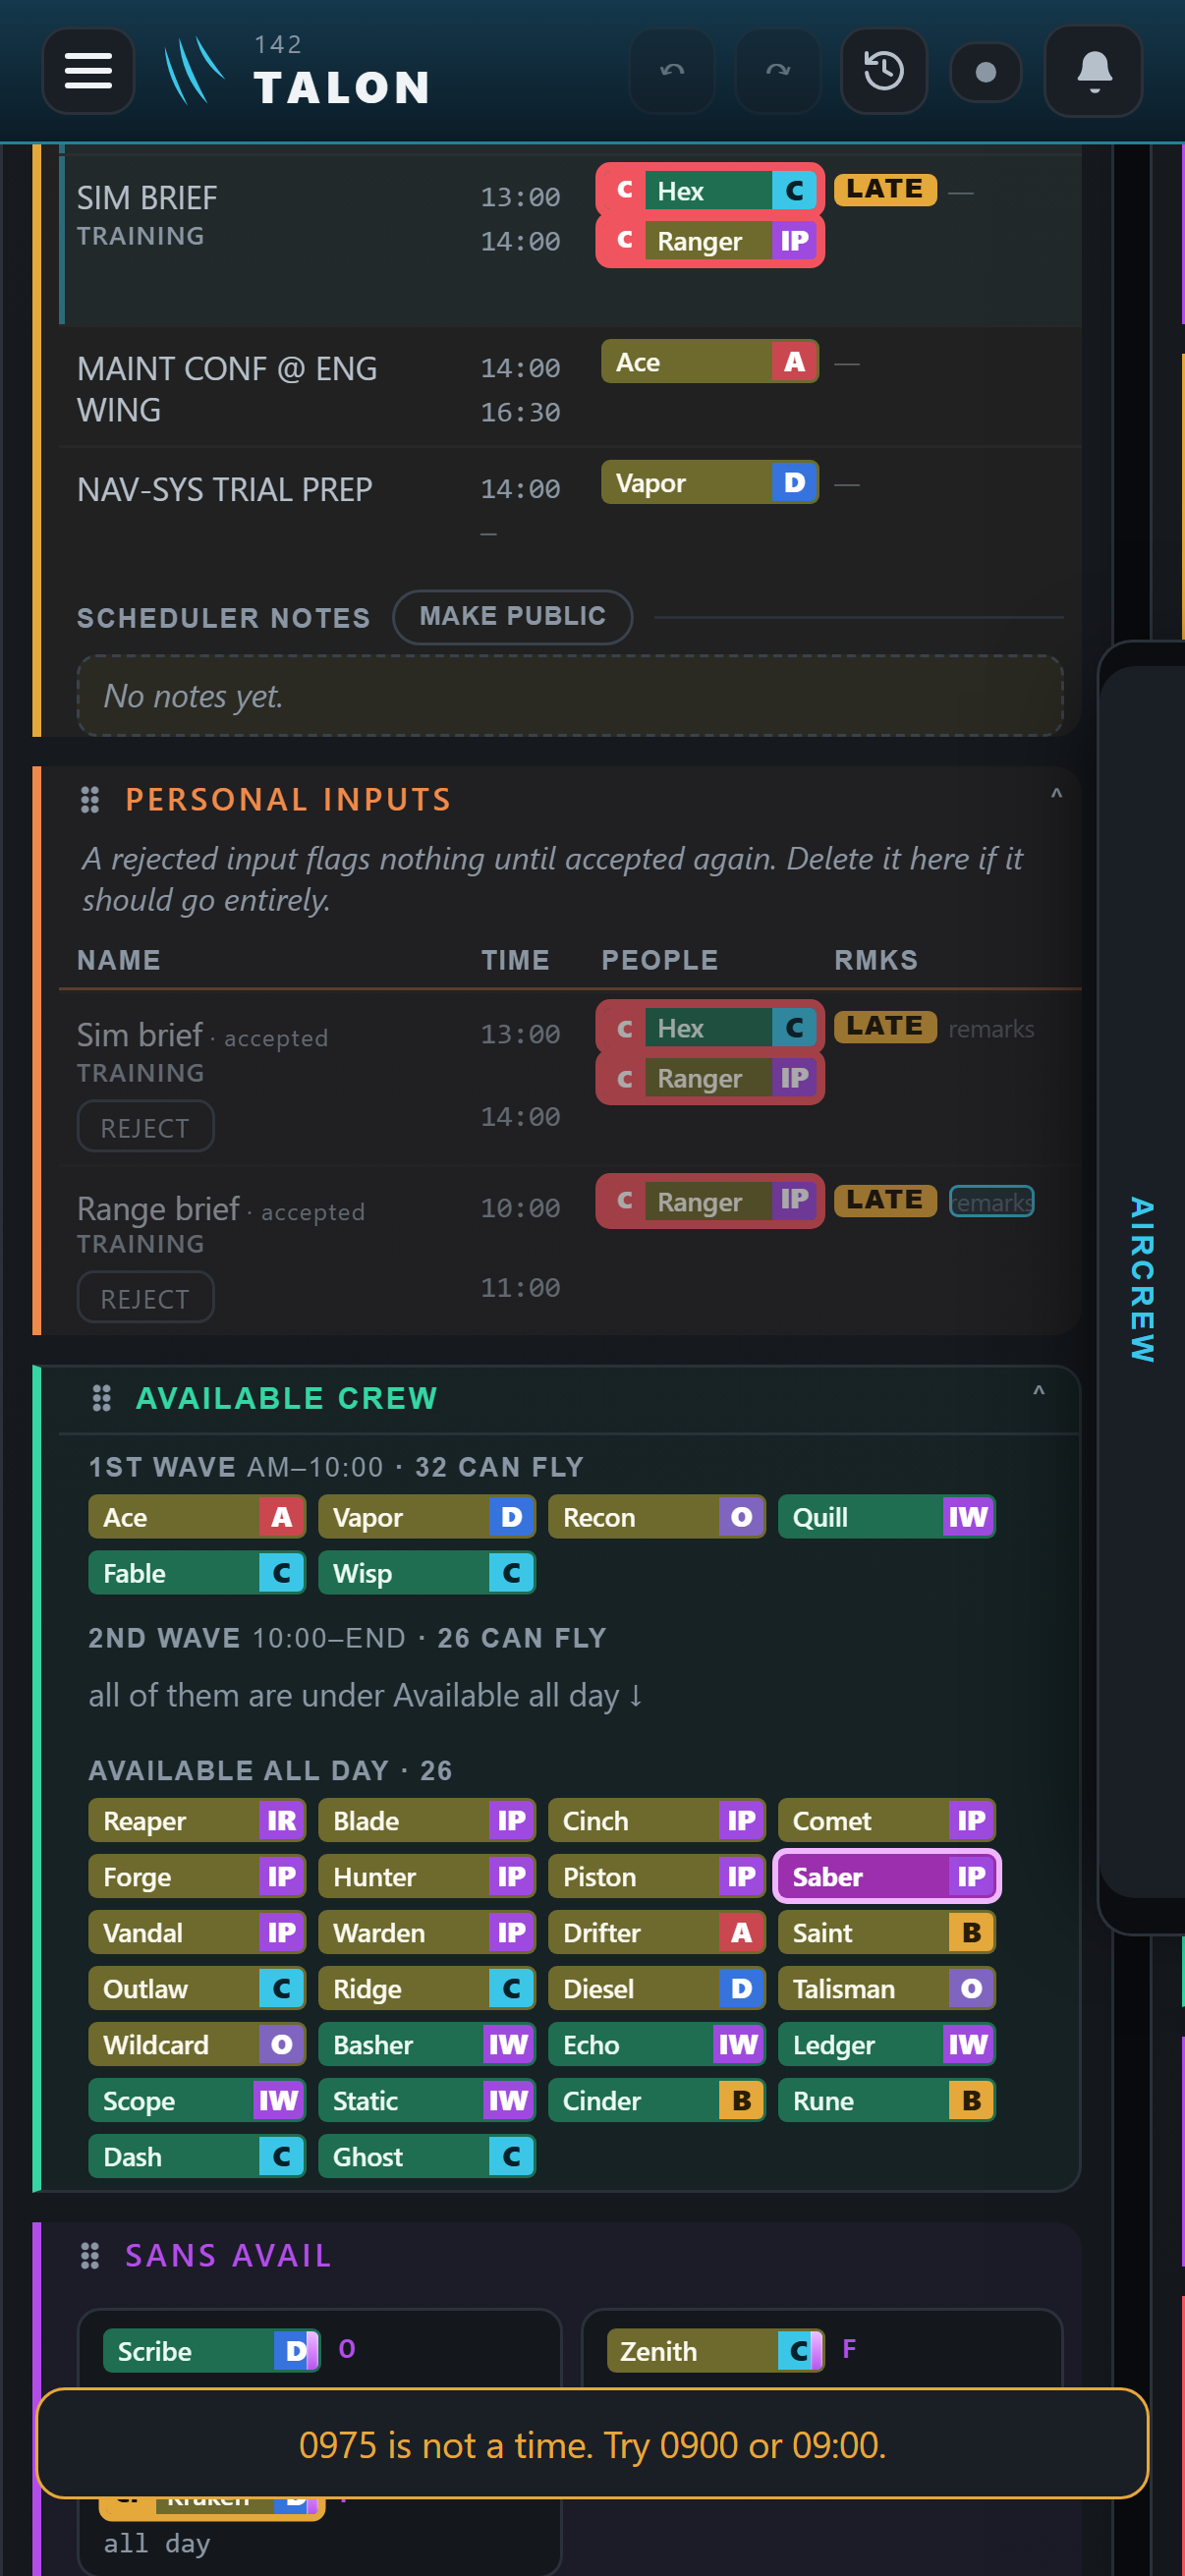 142
TALON
SIM BRIEF 13:00 C Hex C LATE —
TRAINING 14:00 C Ranger IP
MAINT CONF @ ENG WING 14:00 Ace A —
16:30
NAV-SYS TRIAL PREP 14:00 Vapor D —
—
SCHEDULER NOTES MAKE PUBLIC
No notes yet.
PERSONAL INPUTS ^
A rejected input flags nothing until accepted again. Delete it here if it
should go entirely.
NAME TIME PEOPLE RMKS
Sim brief · accepted 13:00 C Hex C LATE remarks
TRAINING C Ranger IP
REJECT 14:00
Range brief · accepted 10:00 C Ranger IP LATE remarks
TRAINING
REJECT 11:00
AIRCREW
AVAILABLE CREW ^
1ST WAVE AM–10:00 · 32 CAN FLY
Ace A Vapor D Recon O Quill IW
Fable C Wisp C
2ND WAVE 10:00–END · 26 CAN FLY
all of them are under Available all day ↓
AVAILABLE ALL DAY · 26
Reaper IR Blade IP Cinch IP Comet IP
Forge IP Hunter IP Piston IP Saber IP
Vandal IP Warden IP Drifter A Saint B
Outlaw C Ridge C Diesel D Talisman O
Wildcard O Basher IW Echo IW Ledger IW
Scope IW Static IW Cinder B Rune B
Dash C Ghost C
SANS AVAIL
Scribe D O Zenith C F
0975 is not a time. Try 0900 or 09:00.
Kraken D
all day